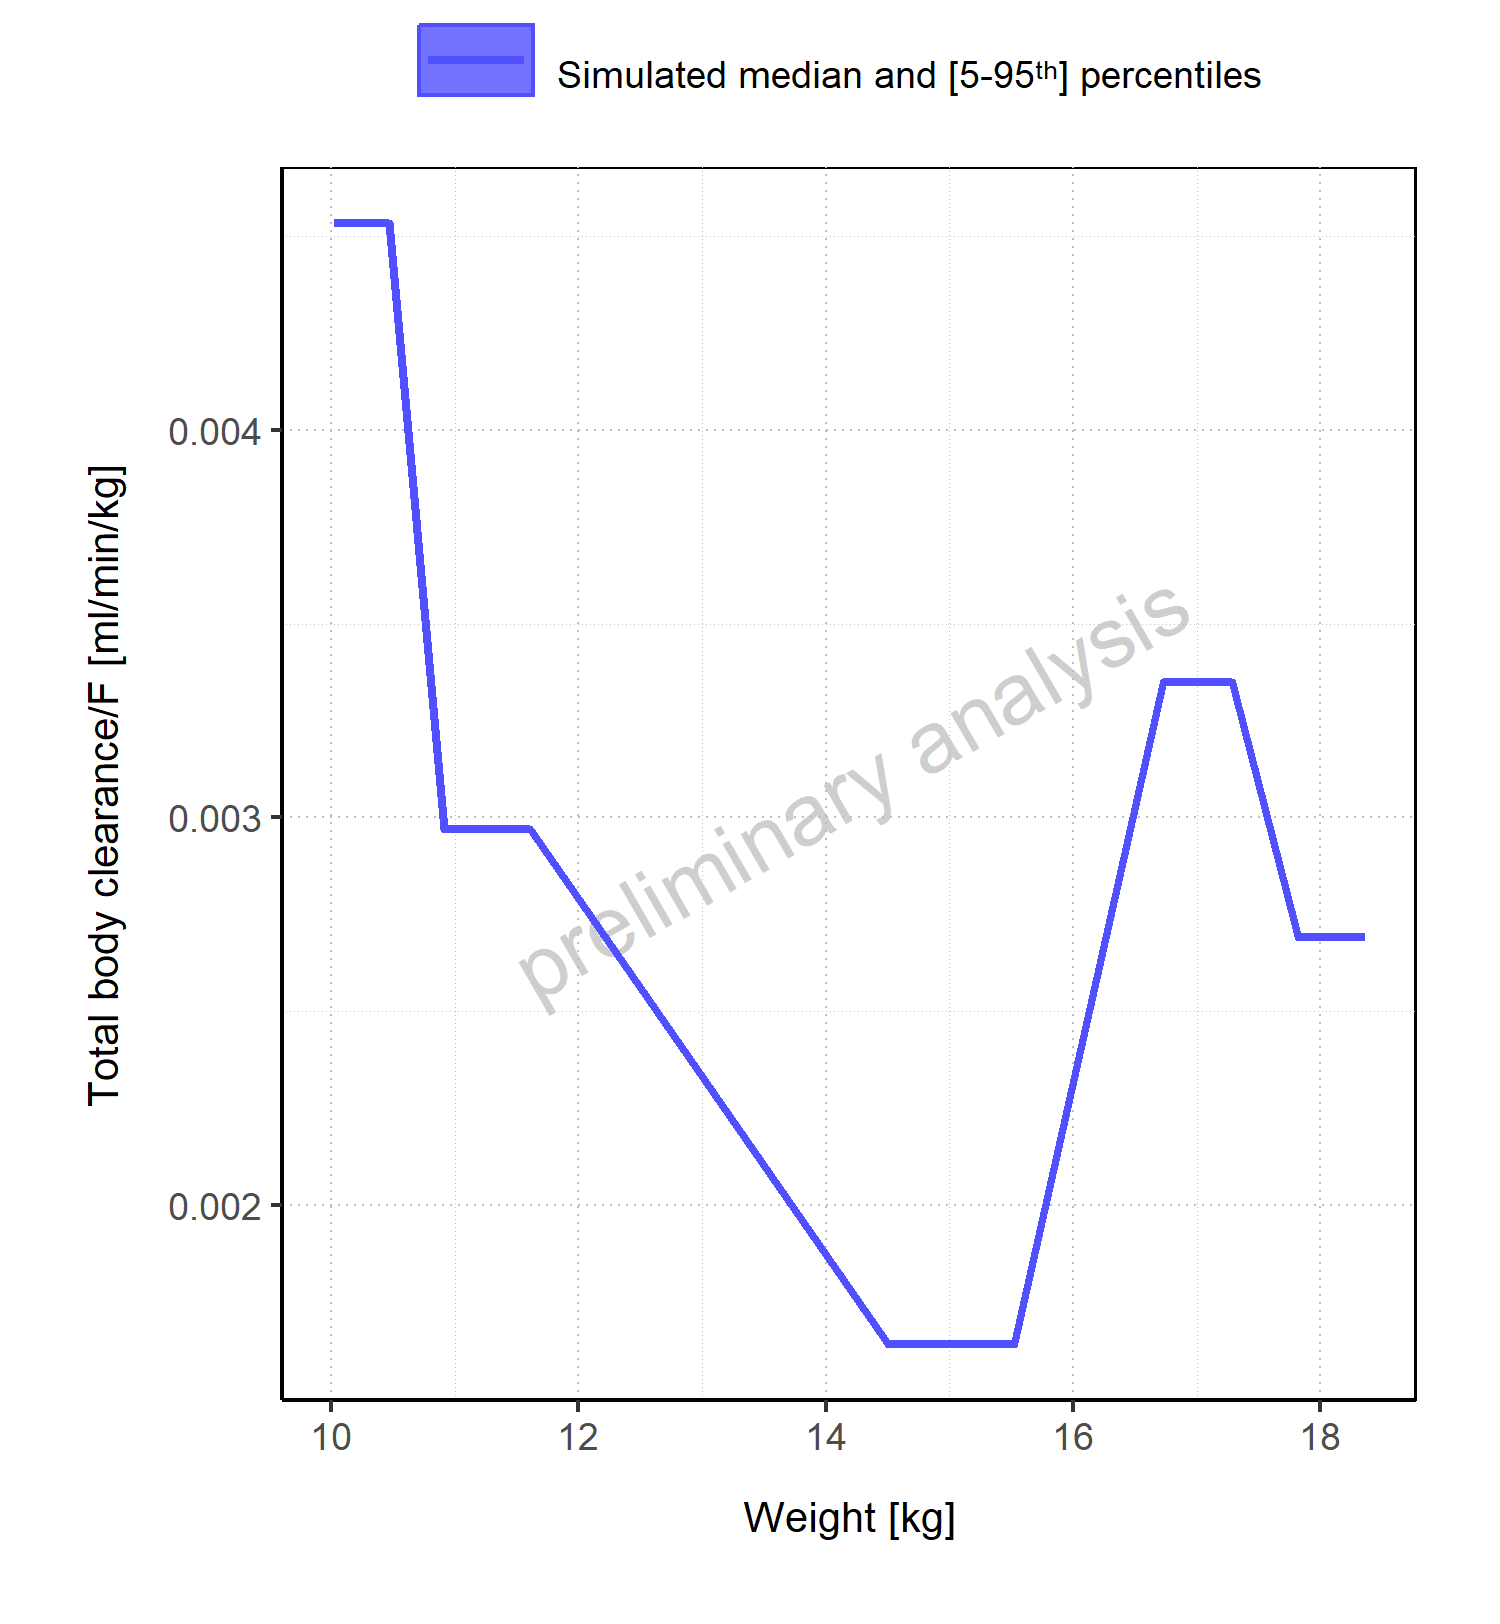 Simulated median and [5-95th] percentiles
0.004
0.003
0.002
Total body clearance/F [ml/min/kg]
preliminary analysis
10 12 14 16 18
Weight [kg]